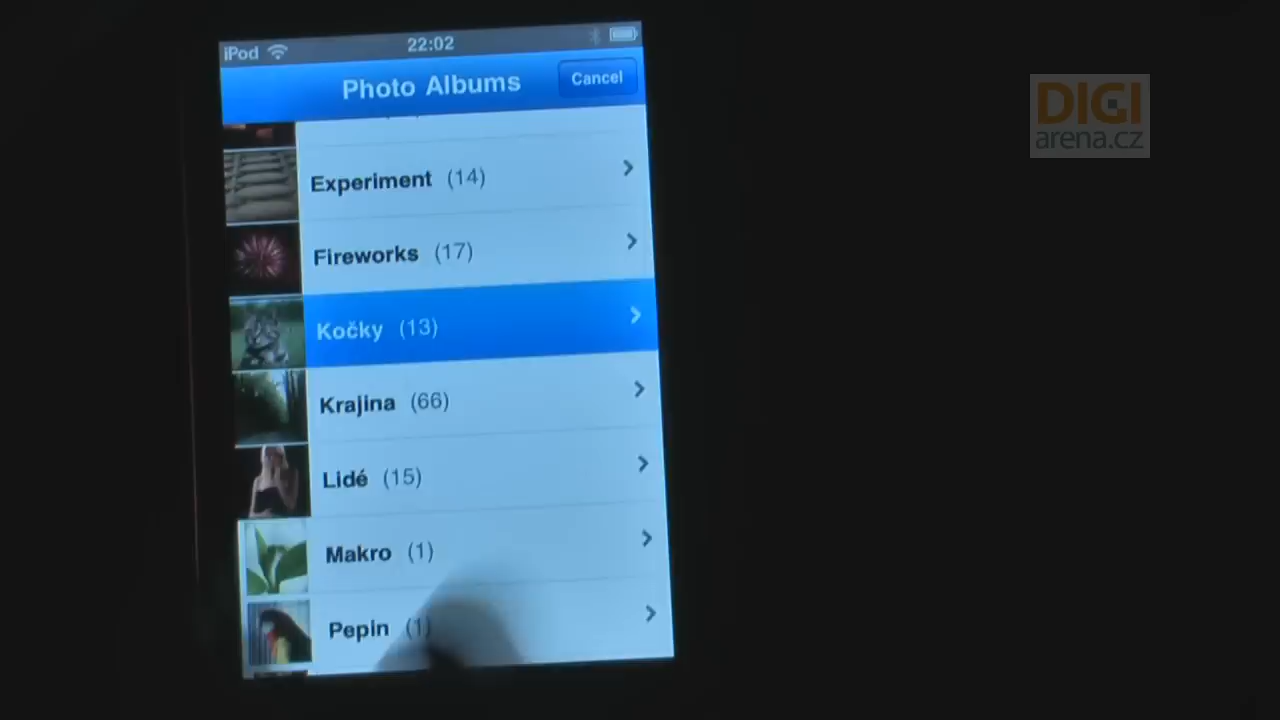 iPod 22:02
Photo Albums Cancel
DIGI
arena.cz
Experiment (14)
Fireworks (17)
Kočky (13)
Krajina (66)
Lidé (15)
Makro (1)
Pepin (1)